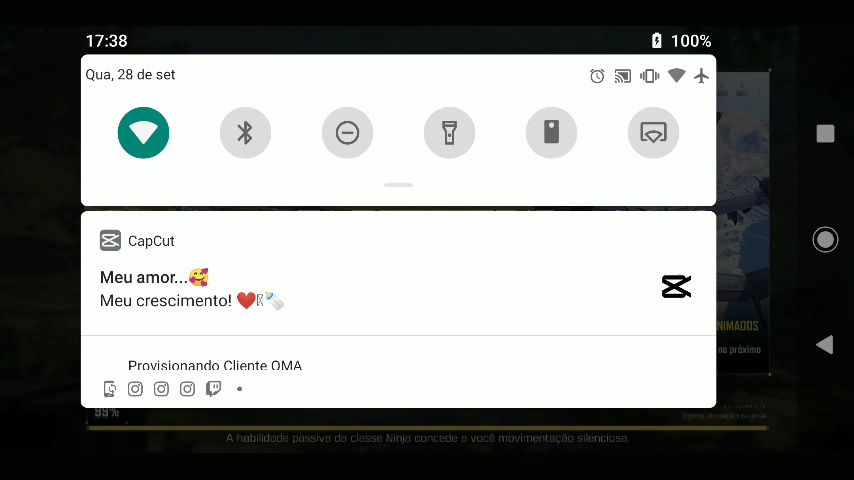 17:38
100%
Qua, 28 de set
CapCut
Meu amor...🥰
Meu crescimento! ❤️🍼
Provisionando Cliente OMA
NIMADOS
no próximo
99%
A habilidade passiva da classe Ninja concede a você movimentação silenciosa.